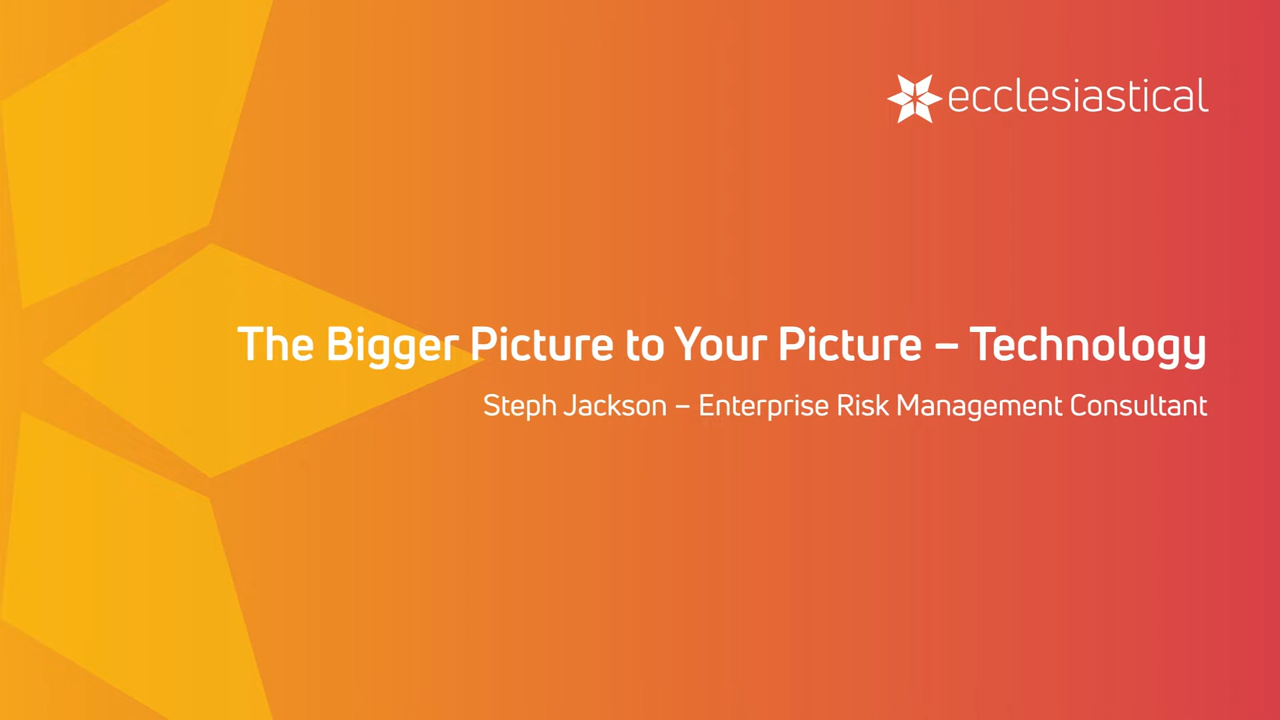 ecclesiastical
The Bigger Picture to Your Picture – Technology
Steph Jackson – Enterprise Risk Management Consultant